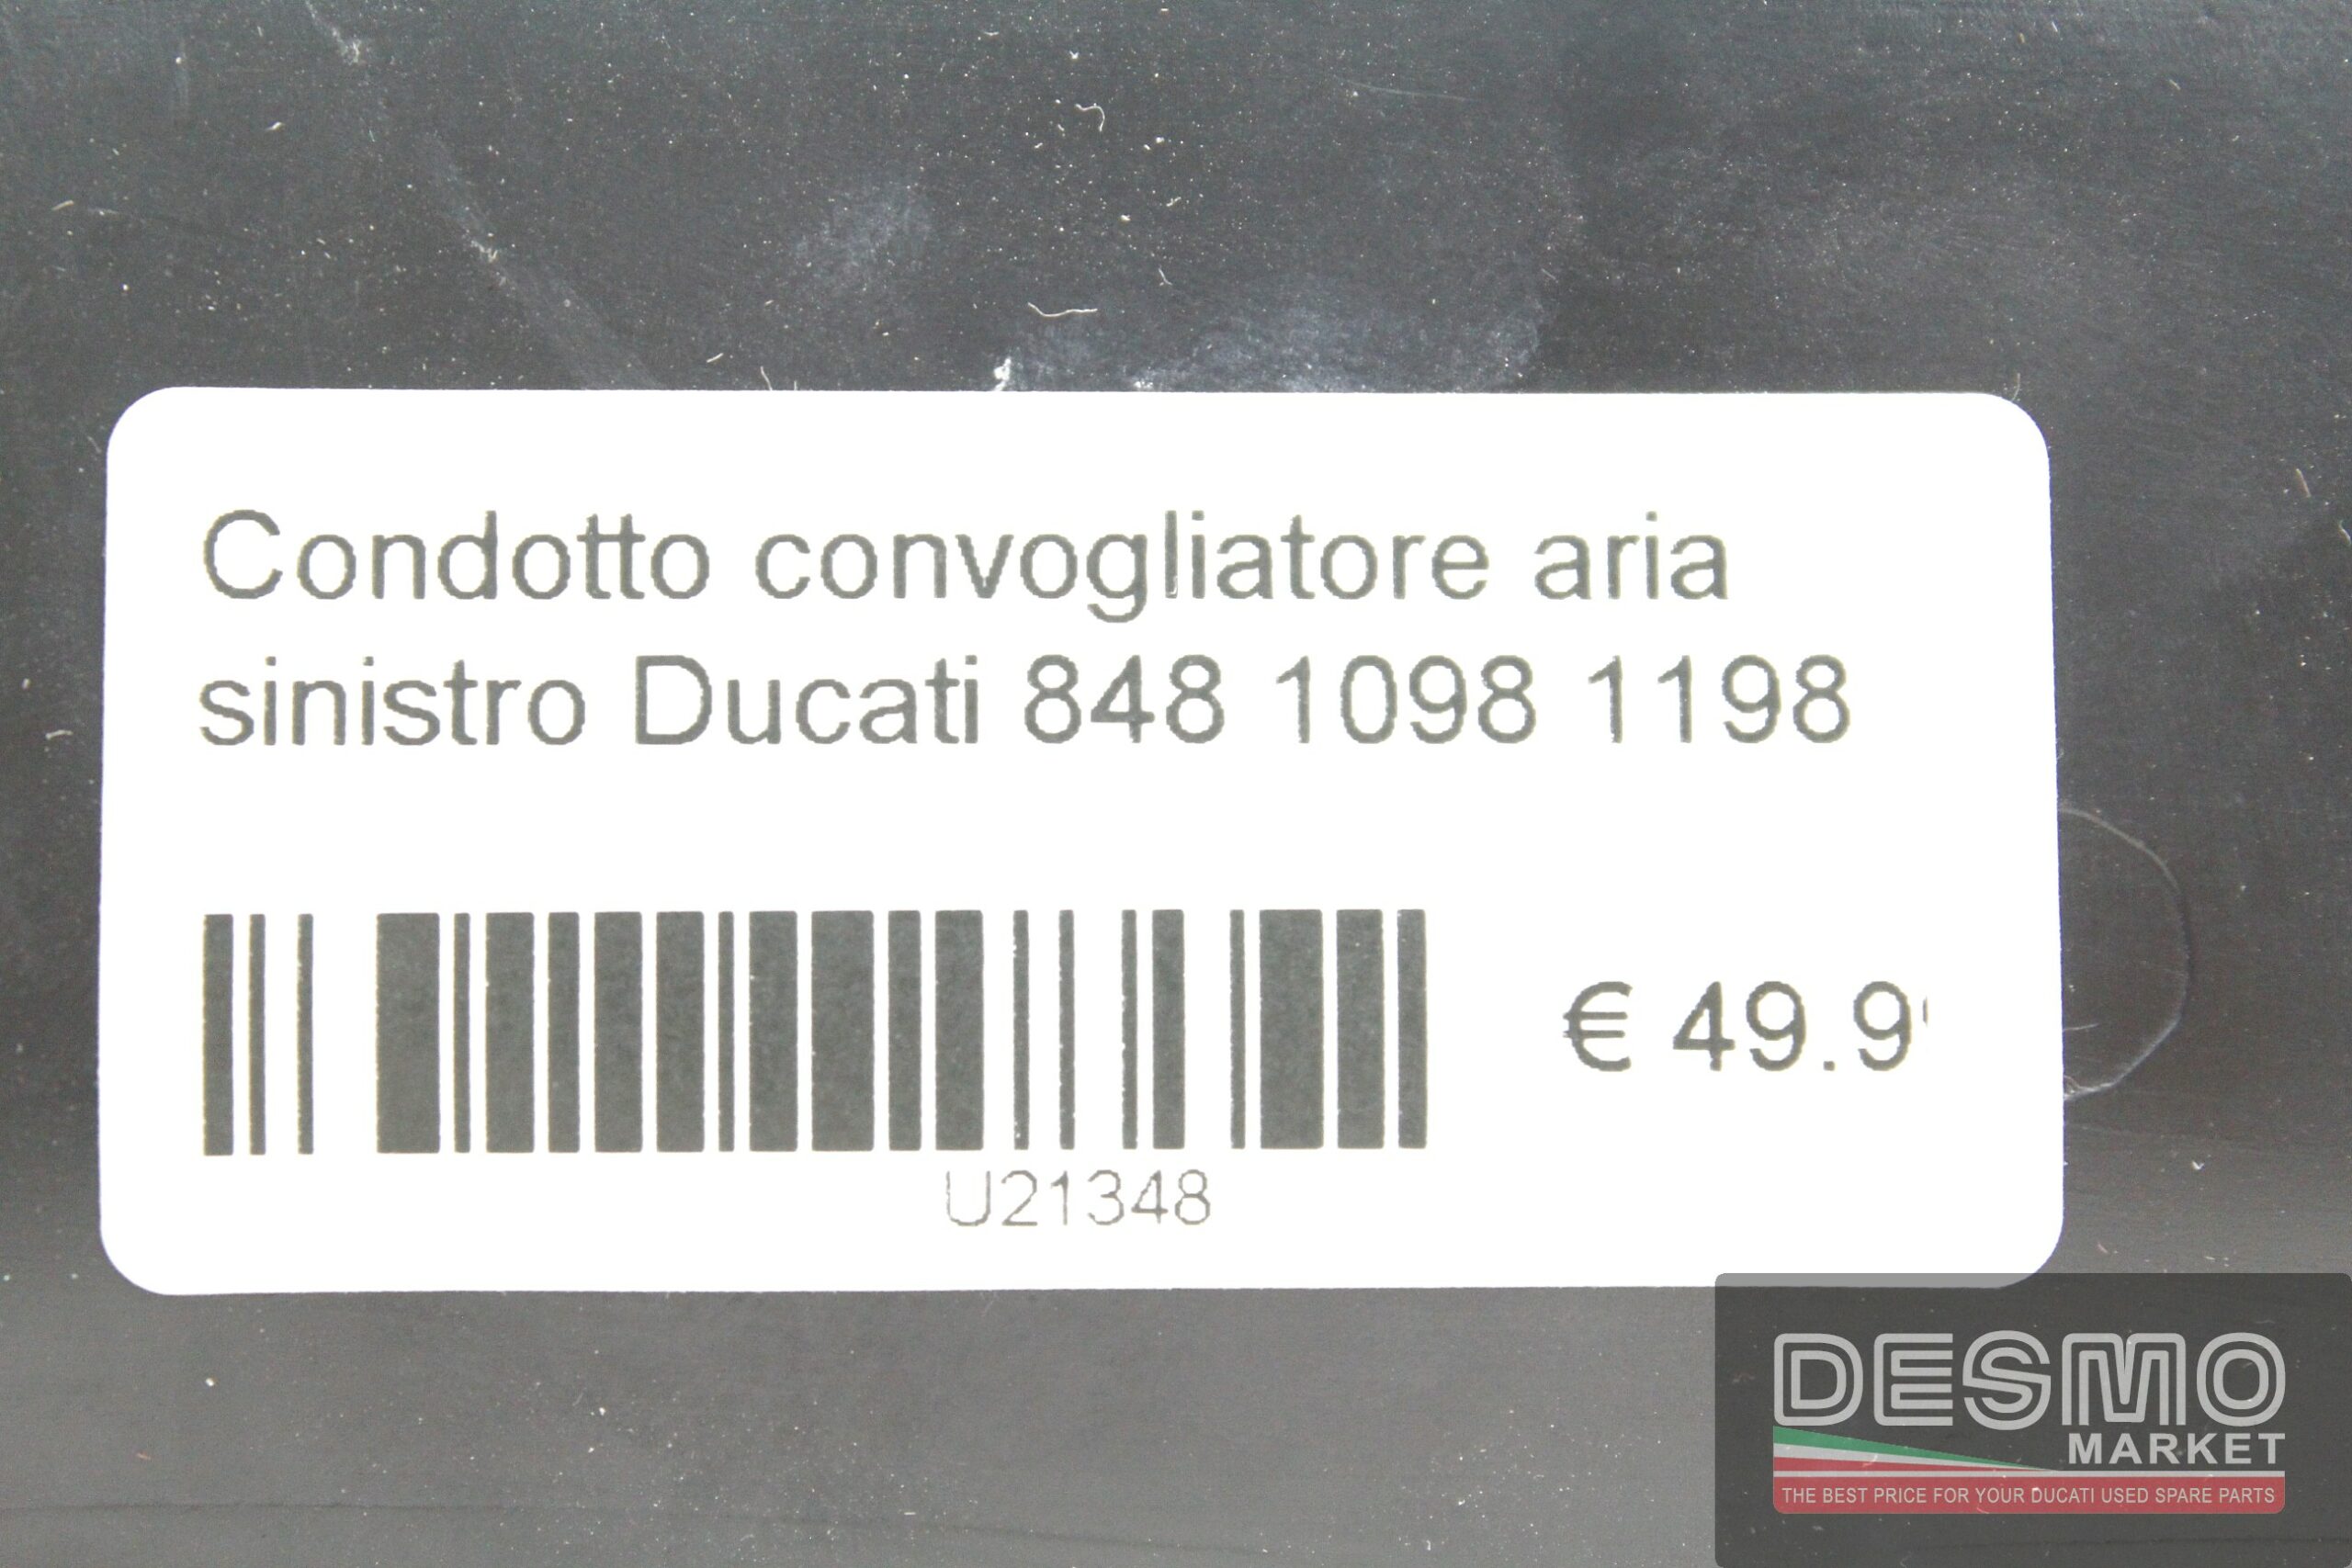 Condotto convogliatore aria
sinistro Ducati 848 1098 1198
€ 49.9
U21348
DESMO
MARKET
THE BEST PRICE FOR YOUR DUCATI USED SPARE PARTS